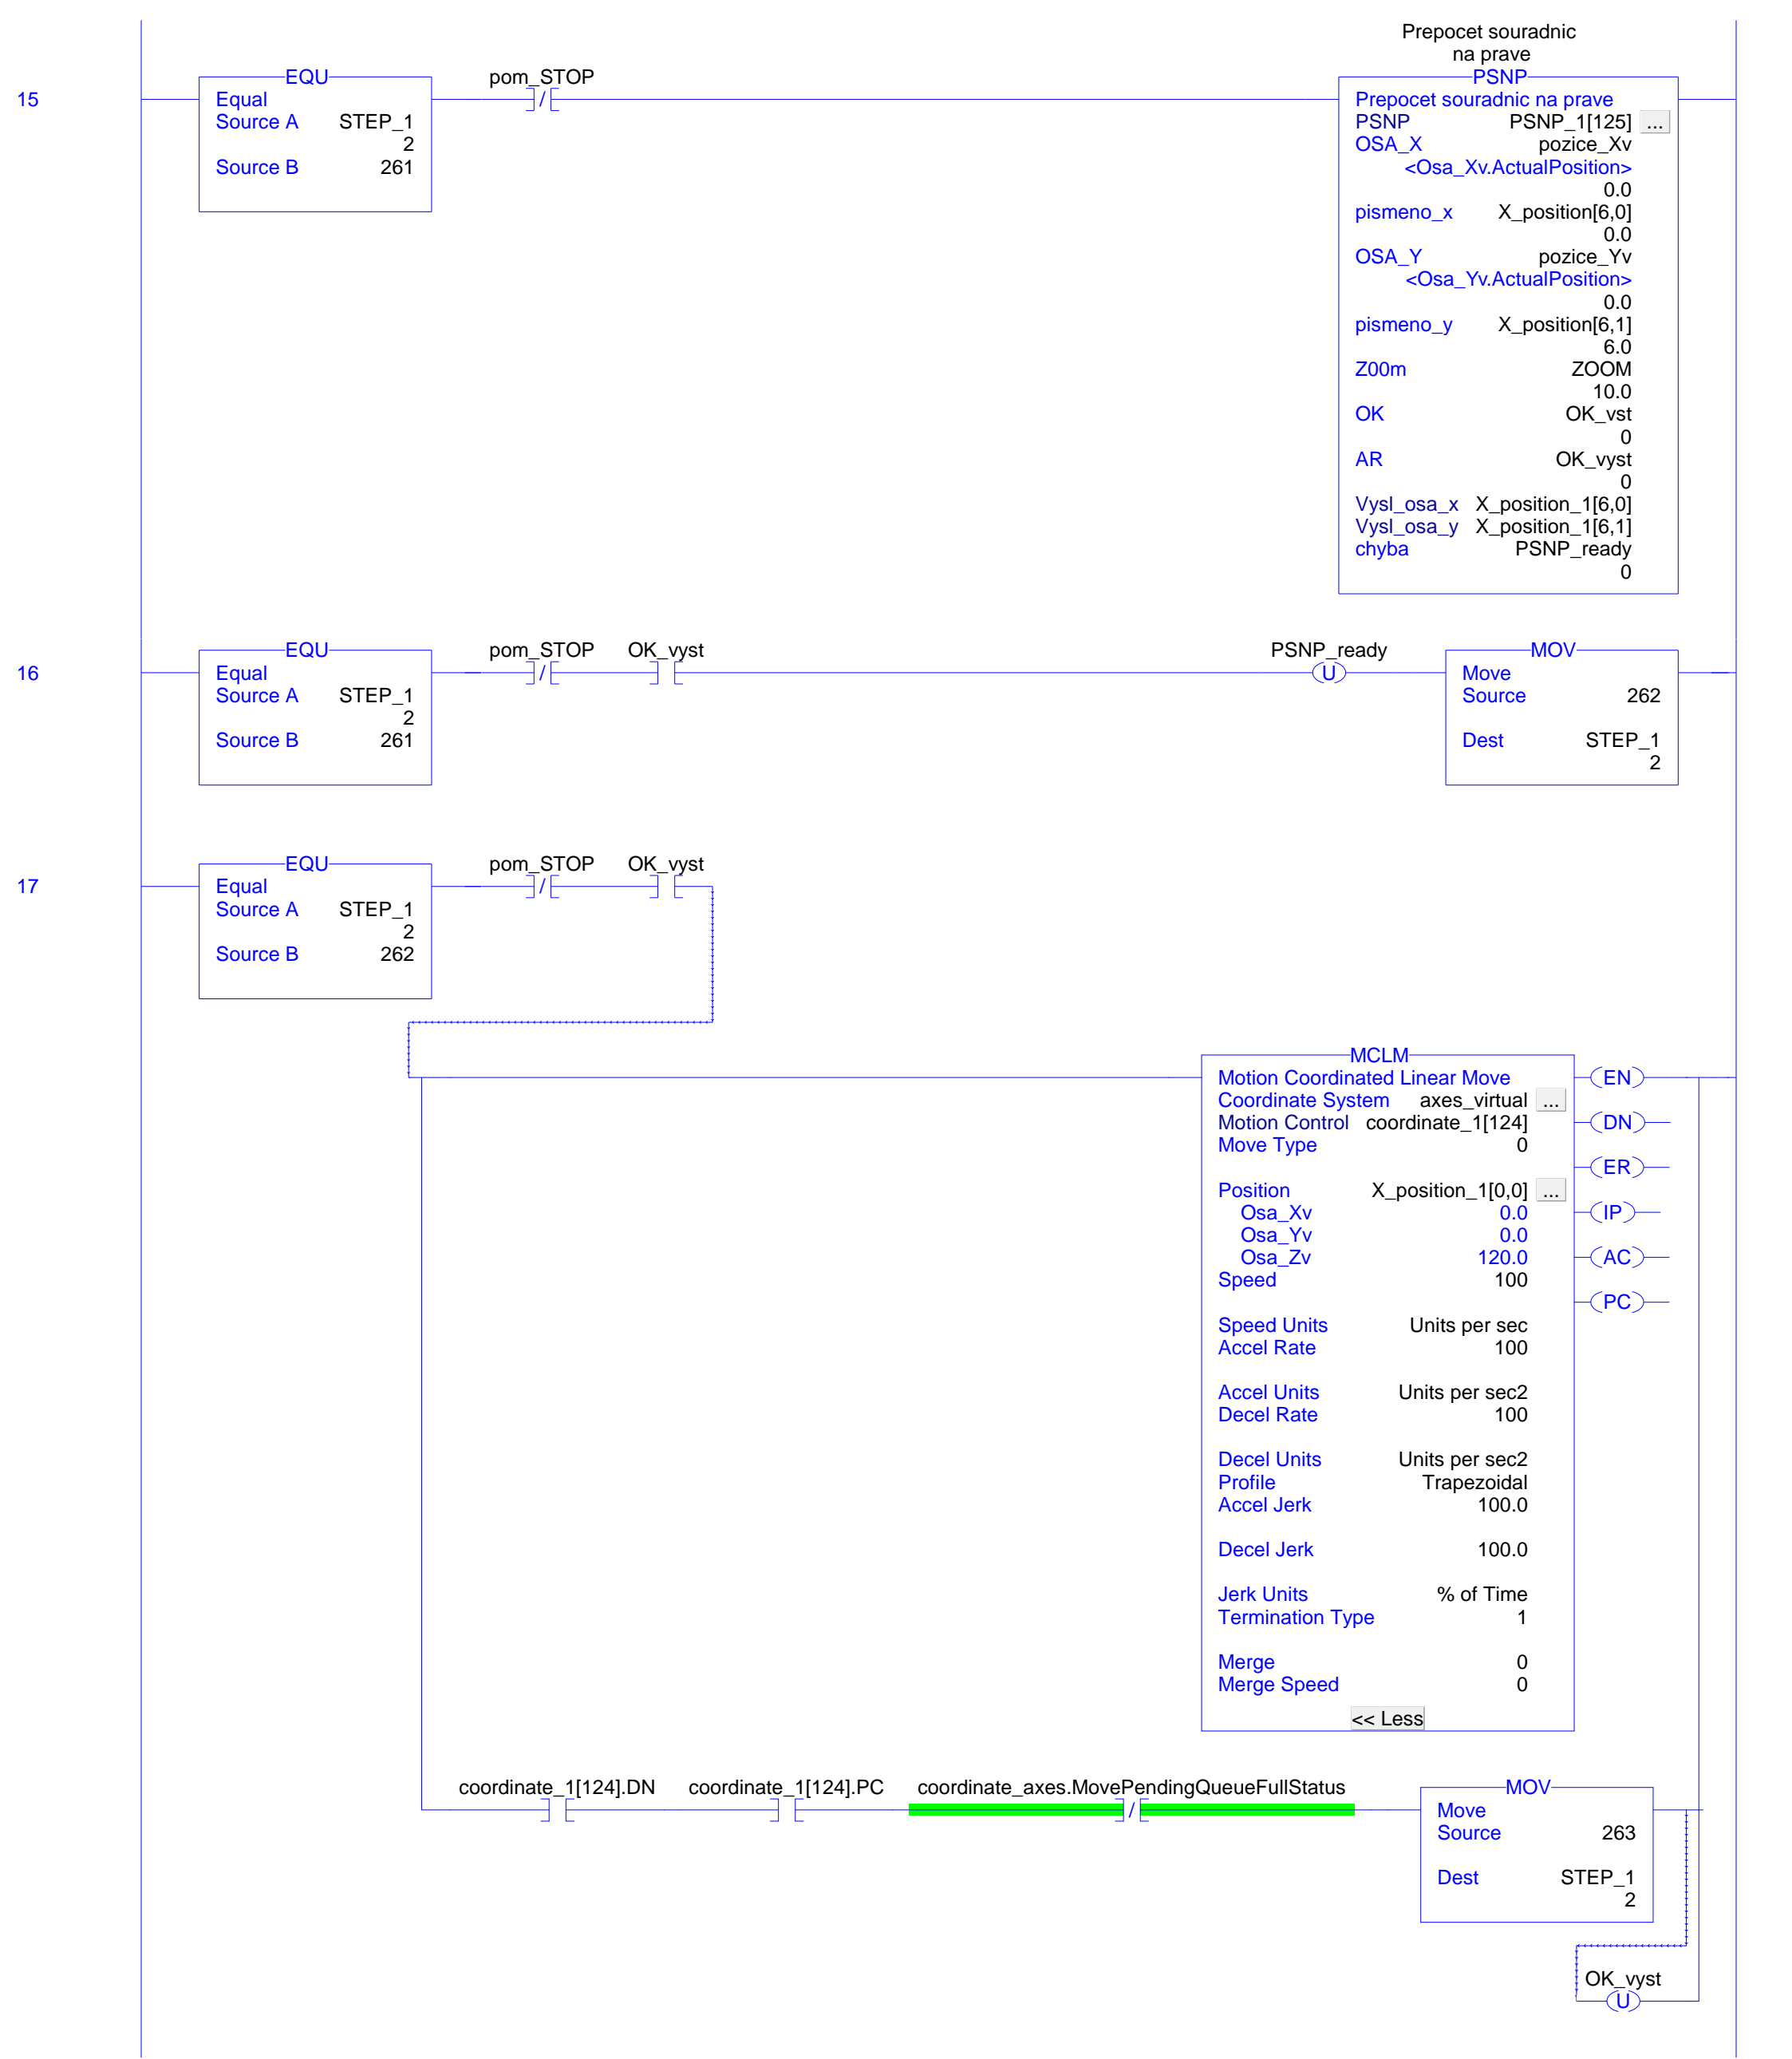 Prepocet souradnic
na prave
15
EQU
Equal
Source A STEP_1
2
Source B 261
pom_STOP
PSNP
Prepocet souradnic na prave
PSNP PSNP_1[125] ...
OSA_X pozice_Xv
<Osa_Xv.ActualPosition>
0.0
pismeno_x X_position[6,0]
0.0
OSA_Y pozice_Yv
<Osa_Yv.ActualPosition>
0.0
pismeno_y X_position[6,1]
6.0
Z00m ZOOM
10.0
OK OK_vst
0
AR OK_vyst
0
Vysl_osa_x X_position_1[6,0]
Vysl_osa_y X_position_1[6,1]
chyba PSNP_ready
0
16
EQU
Equal
Source A STEP_1
2
Source B 261
pom_STOP
OK_vyst
PSNP_ready
U
MOV
Move
Source 262
Dest STEP_1
2
17
EQU
Equal
Source A STEP_1
2
Source B 262
pom_STOP
OK_vyst
MCLM
Motion Coordinated Linear Move
Coordinate System axes_virtual ...
Motion Control coordinate_1[124]
Move Type 0
Position X_position_1[0,0] ...
Osa_Xv 0.0
Osa_Yv 0.0
Osa_Zv 120.0
Speed 100
Speed Units Units per sec
Accel Rate 100
Accel Units Units per sec2
Decel Rate 100
Decel Units Units per sec2
Profile Trapezoidal
Accel Jerk 100.0
Decel Jerk 100.0
Jerk Units % of Time
Termination Type 1
Merge 0
Merge Speed 0
<< Less
EN
DN
ER
IP
AC
PC
coordinate_1[124].DN
coordinate_1[124].PC
coordinate_axes.MovePendingQueueFullStatus
MOV
Move
Source 263
Dest STEP_1
2
OK_vyst
U